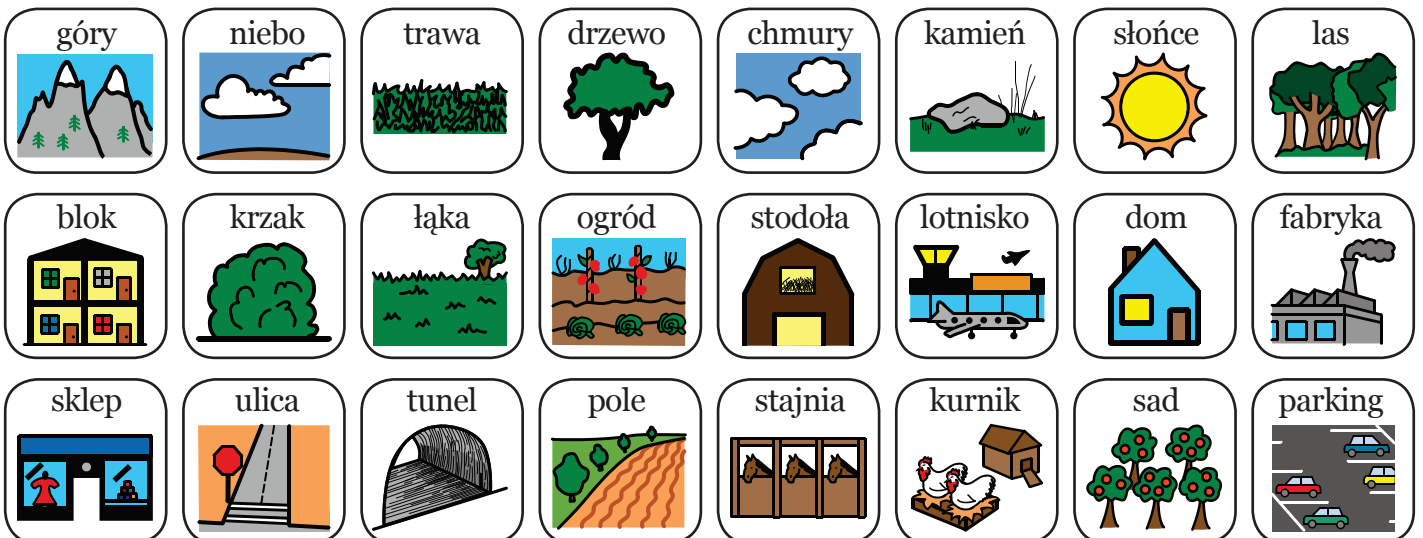 góry niebo trawa drzewo chmury kamień słońce las
blok krzak łąka ogród stodoła lotnisko dom fabryka
sklep ulica tunel pole stajnia kurnik sad parking